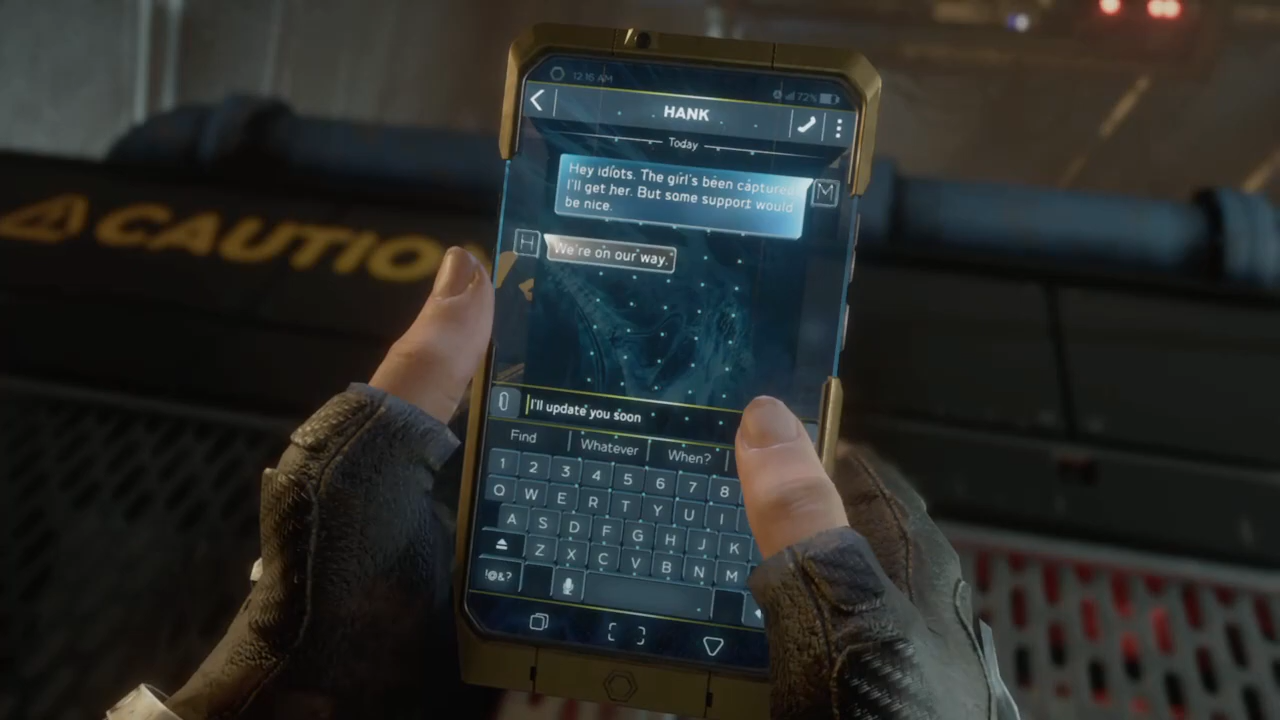 12:16 AM
72%
HANK
Today
Hey idiots. The girl's been captured
I'll get her. But some support would
be nice.
M
H
We're on our way.
CAUTION
I'll update you soon
Find Whatever When?
1 2 3 4 5 6 7 8
Q W E R T Y U I
A S D F G H J K
Z X C V B N M
!@&?